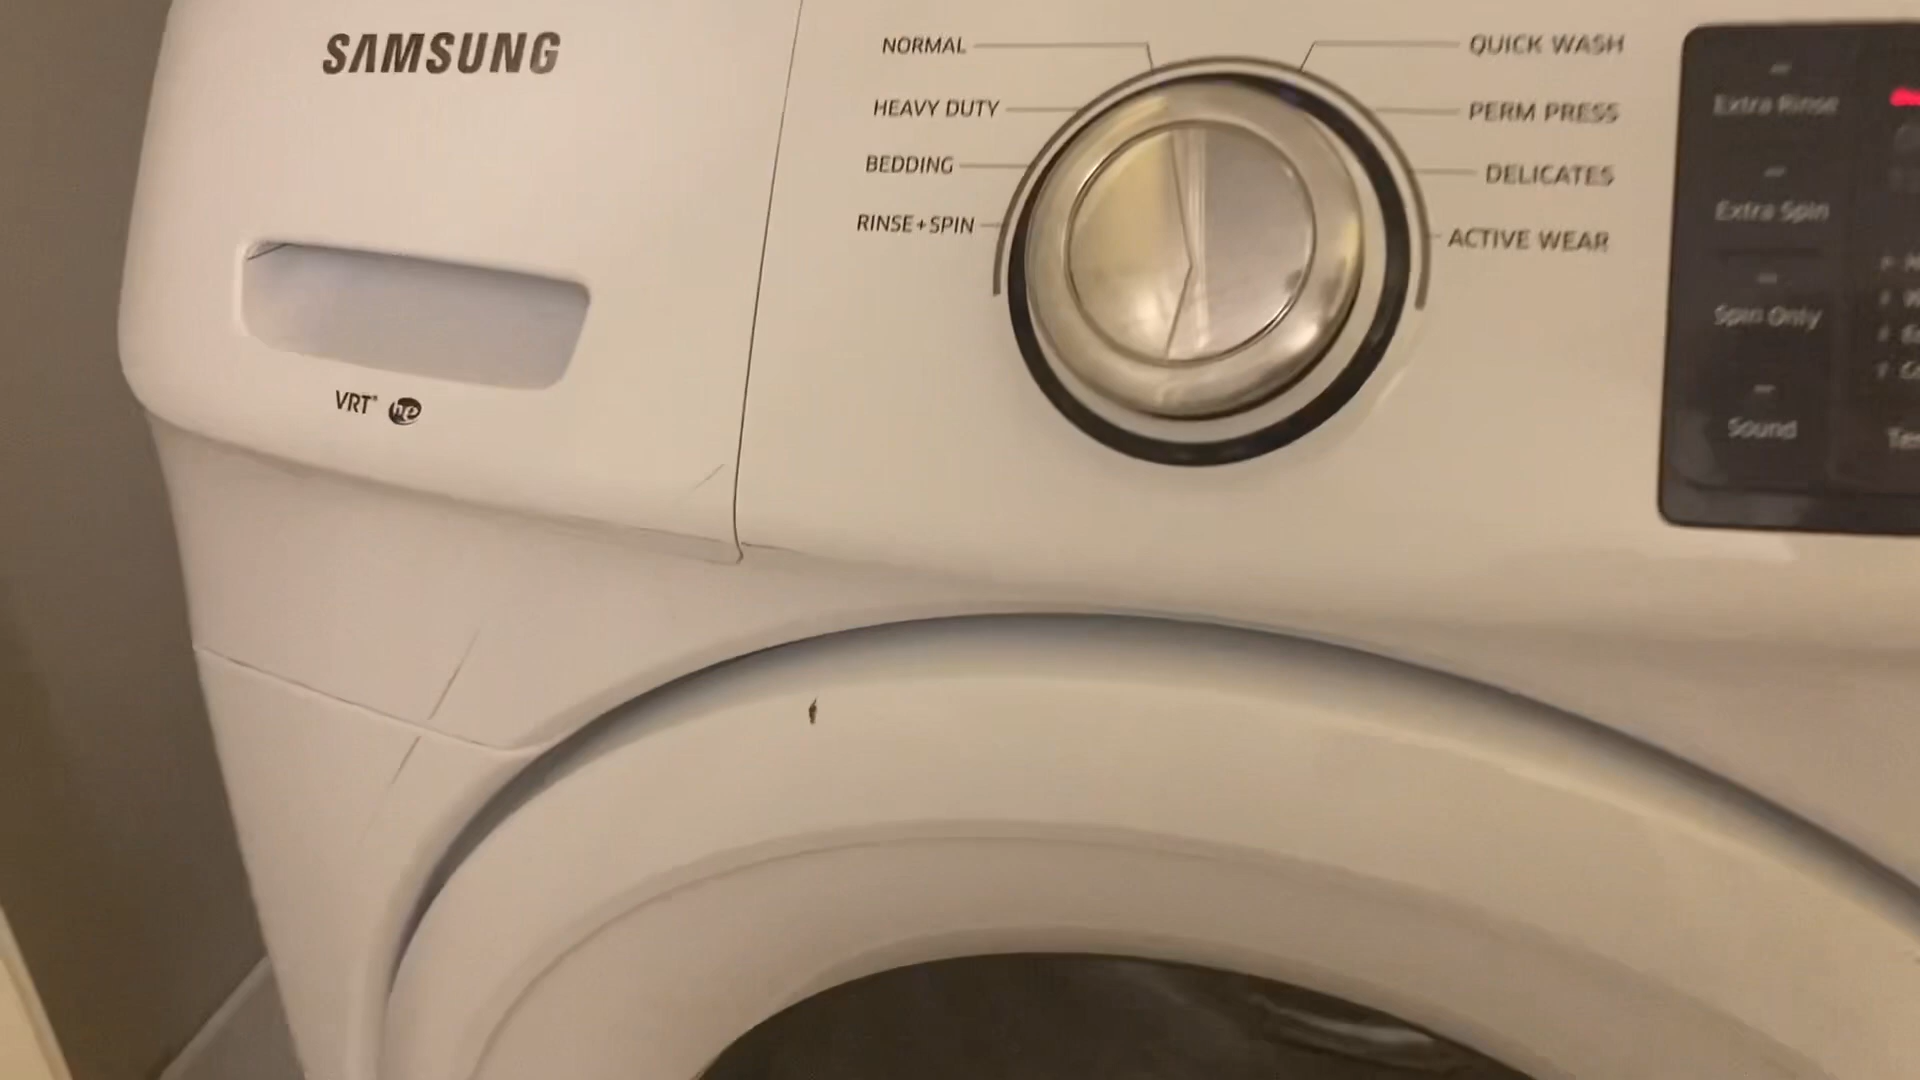 SAMSUNG
VRT®
he
NORMAL
HEAVY DUTY
BEDDING
RINSE+SPIN
QUICK WASH
PERM PRESS
DELICATES
ACTIVE WEAR
Extra Rinse
Extra Spin
Spin Only
Sound